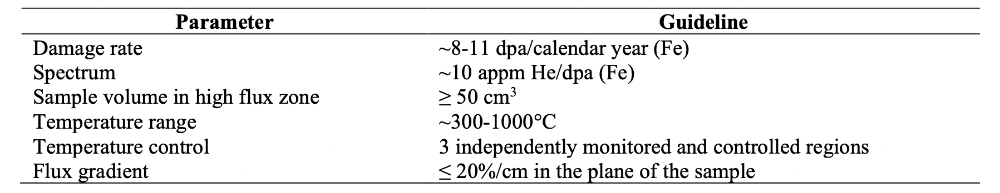 Parameter Guideline
Damage rate ~8-11 dpa/calendar year (Fe)
Spectrum ~10 appm He/dpa (Fe)
Sample volume in high flux zone ≥ 50 cm³
Temperature range ~300-1000°C
Temperature control 3 independently monitored and controlled regions
Flux gradient ≤ 20%/cm in the plane of the sample